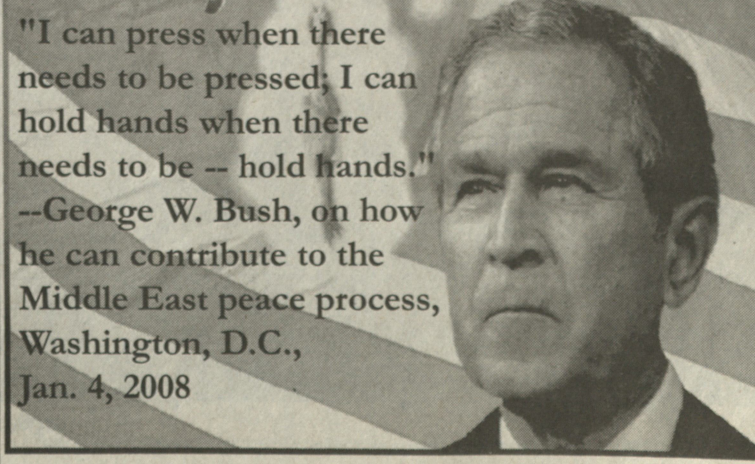 "I can press when there
needs to be pressed; I can
hold hands when there
needs to be -- hold hands."
--George W. Bush, on how
he can contribute to the
Middle East peace process,
Washington, D.C.,
Jan. 4, 2008